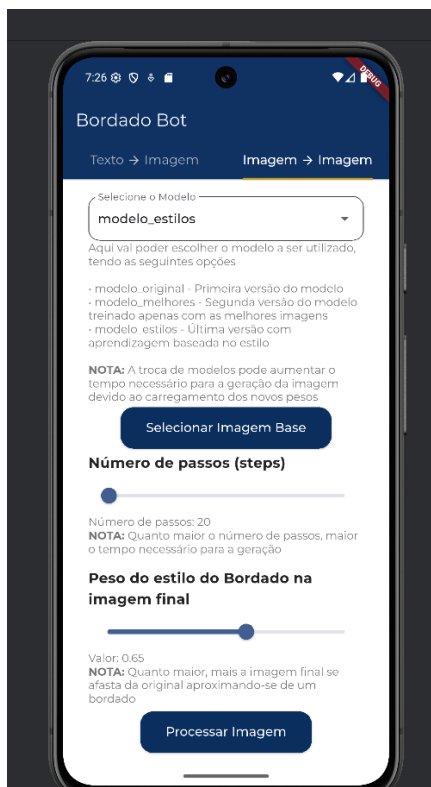 7:26
DEBUG
Bordado Bot
Texto → Imagem
Imagem → Imagem
Selecione o Modelo
modelo_estilos
Aqui vai poder escolher o modelo a ser utilizado,
tendo as seguintes opções
• modelo_original - Primeira versão do modelo
• modelo_melhores - Segunda versão do modelo
treinado apenas com as melhores imagens
• modelo_estilos - Última versão com
aprendizagem baseada no estilo
NOTA: A troca de modelos pode aumentar o
tempo necessário para a geração da imagem
devido ao carregamento dos novos pesos
Selecionar Imagem Base
Número de passos (steps)
Número de passos: 20
NOTA: Quanto maior o número de passos, maior
o tempo necessário para a geração
Peso do estilo do Bordado na
imagem final
Valor: 0.65
NOTA: Quanto maior, mais a imagem final se
afasta da original aproximando-se de um
bordado
Processar Imagem